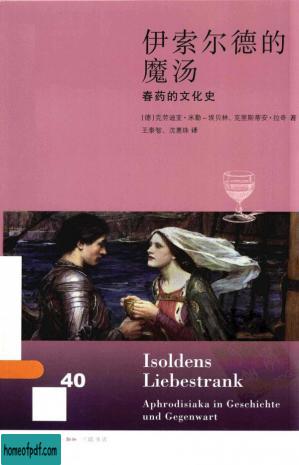 伊索尔德的
魔汤
春药的文化史
[德]克劳迪亚·米勒-埃贝林、克里斯蒂安·拉奇 著
王泰智、沈惠珠 译
Isoldens
Liebestrank
Aphrodisiaka in Geschichte
und Gegenwart
40
homeofpdf.com